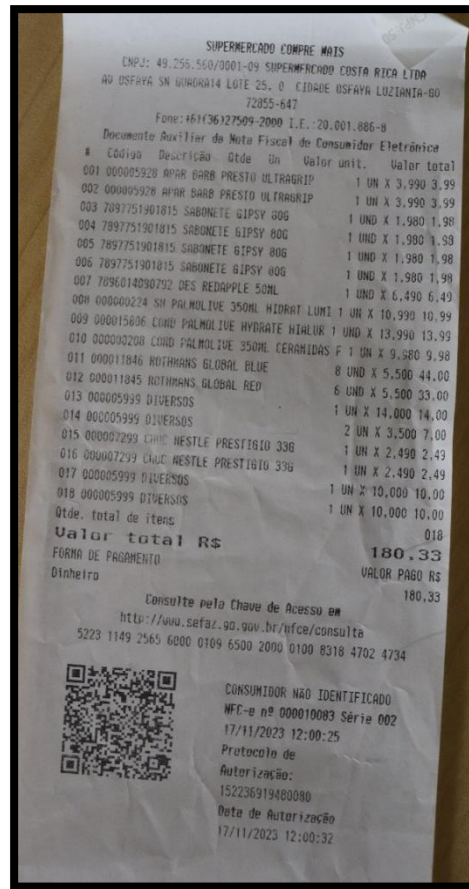 SUPERMERCADO COMPRE MAIS
CNPJ: 49.256.560/0001-09 SUPERMERCADO COSTA RICA LTDA
AV OSFAYA SN QUADRA14 LOTE 25, 0 CIDADE OSFAYA LUZIANIA-GO
72855-647
Fone:+61(36)27509-2000 I.E.:20.001.886-8
Documento Auxiliar da Nota Fiscal de Consumidor Eletrônica
# Código Descrição Qtde Un Valor unit. Valor total
001 000005928 APAR BARB PRESTO ULTRAGRIP 1 UN X 3.990 3.99
002 000005928 APAR BARB PRESTO ULTRAGRIP 1 UN X 3.990 3.99
003 7897751901815 SABONETE GIPSY 80G 1 UND X 1.980 1.98
004 7897751901815 SABONETE GIPSY 80G 1 UND X 1.980 1.98
005 7897751901815 SABONETE GIPSY 80G 1 UND X 1.980 1.98
006 7897751901815 SABONETE GIPSY 80G 1 UND X 1.980 1.98
007 7896014090792 DES REDAPPLE 50ML 1 UND X 6.490 6.49
008 000000224 SH PALMOLIVE 350ML HIDRAT LUMI 1 UN X 10.990 10.99
009 000015806 COND PALMOLIVE HYDRATE HIALUR 1 UND X 13.990 13.99
010 000000208 COND PALMOLIVE 350ML CERAMIDAS F 1 UN X 9.980 9.98
011 000011846 ROTHMANS GLOBAL BLUE 8 UND X 5.500 44.00
012 000011845 ROTHMANS GLOBAL RED 6 UND X 5.500 33.00
013 000005999 DIVERSOS 1 UN X 14.000 14.00
014 000005999 DIVERSOS 2 UN X 3.500 7.00
015 000007299 CHOC NESTLE PRESTIGIO 33G 1 UN X 2.490 2.49
016 000007299 CHOC NESTLE PRESTIGIO 33G 1 UN X 2.490 2.49
017 000005999 DIVERSOS 1 UN X 10.000 10.00
018 000005999 DIVERSOS 1 UN X 10.000 10.00
Qtde. total de itens 018
Valor total R$ 180.33
FORMA DE PAGAMENTO VALOR PAGO R$
Dinheiro 180,33
Consulte pela Chave de Acesso em
http://www.sefaz.go.gov.br/nfce/consulta
5223 1149 2565 6000 0109 6500 2000 0100 8318 4702 4734
CONSUMIDOR NÃO IDENTIFICADO
NFC-e nº 000010083 Série 002
17/11/2023 12:00:25
Protocolo de
Autorização:
152236919480080
Data de Autorização
17/11/2023 12:00:32